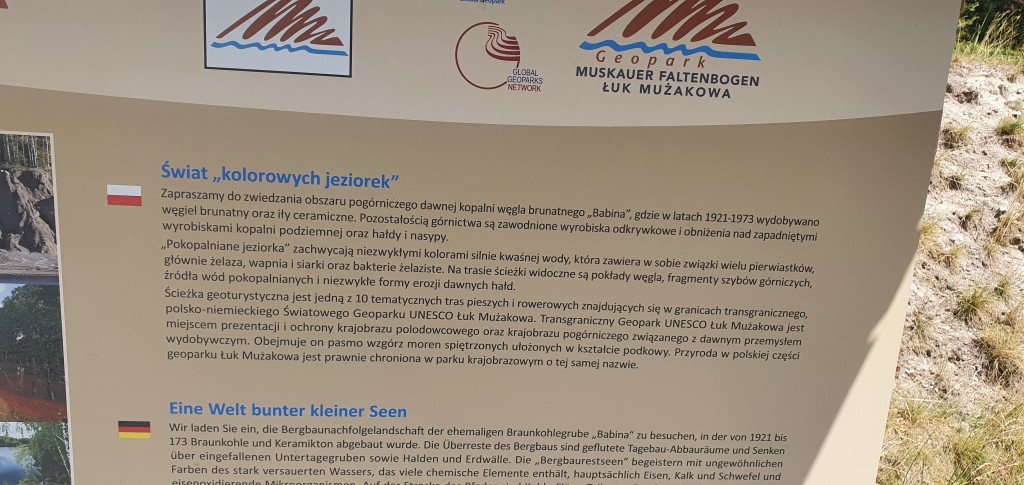 GLOBAL
GEOPARKS
NETWORK
Geopark
MUSKAUER FALTENBOGEN
ŁUK MUŻAKOWA
Świat „kolorowych jeziorek”
Zapraszamy do zwiedzania obszaru pogórniczego dawnej kopalni węgla brunatnego „Babina”, gdzie w latach 1921-1973 wydobywano
węgiel brunatny oraz iły ceramiczne. Pozostałością górnictwa są zawodnione wyrobiska odkrywkowe i obniżenia nad zapadniętymi
wyrobiskami kopalni podziemnej oraz hałdy i nasypy.
„Pokopalniane jeziorka” zachwycają niezwykłymi kolorami silnie kwaśnej wody, która zawiera w sobie związki wielu pierwiastków,
głównie żelaza, wapnia i siarki oraz bakterie żelaziste. Na trasie ścieżki widoczne są pokłady węgla, fragmenty szybów górniczych,
źródła wód pokopalnianych i niezwykłe formy erozji dawnych hałd.
Ścieżka geoturystyczna jest jedną z 10 tematycznych tras pieszych i rowerowych znajdujących się w granicach transgranicznego,
polsko-niemieckiego Światowego Geoparku UNESCO Łuk Mużakowa. Transgraniczny Geopark UNESCO Łuk Mużakowa jest
miejscem prezentacji i ochrony krajobrazu polodowcowego oraz krajobrazu pogórniczego związanego z dawnym przemysłem
wydobywczym. Obejmuje on pasmo wzgórz moren spiętrzonych ułożonych w kształcie podkowy. Przyroda w polskiej części
geoparku Łuk Mużakowa jest prawnie chroniona w parku krajobrazowym o tej samej nazwie.
Eine Welt bunter kleiner Seen
Wir laden Sie ein, die Bergbaunachfolgelandschaft der ehemaligen Braunkohlegrube „Babina” zu besuchen, in der von 1921 bis
173 Braunkohle und Keramikton abgebaut wurde. Die Überreste des Bergbaus sind geflutete Tagebau-Abbauräume und Senken
über eingefallenen Untertagegruben sowie Halden und Erdwälle. Die „Bergbaurestseen” begeistern mit ungewöhnlichen
Farben des stark versauerten Wassers, das viele chemische Elemente enthält, hauptsächlich Eisen, Kalk und Schwefel und